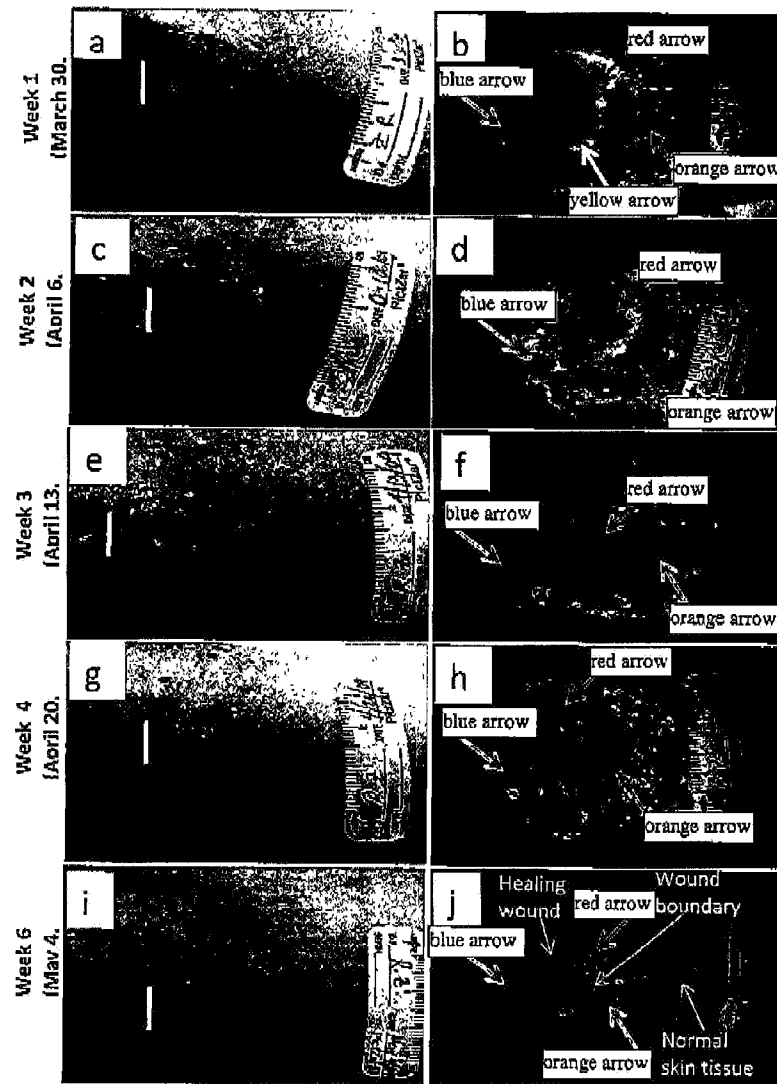 Week 1
(March 30.
a
b
red arrow
blue arrow
orange arrow
yellow arrow
Week 2
(April 6.
c
d
red arrow
blue arrow
orange arrow
Week 3
(April 13.
e
f
red arrow
blue arrow
orange arrow
Week 4
(April 20.
g
h
red arrow
blue arrow
orange arrow
Week 6
(May 4.
i
j
Healing
wound
Wound
boundary
red arrow
blue arrow
orange arrow
Normal
skin tissue